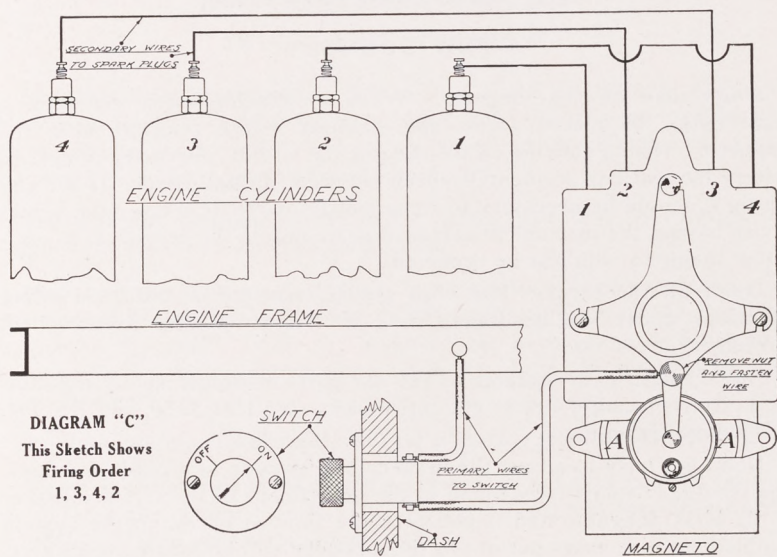 SECONDARY WIRES
TO SPARK PLUGS
4
3
2
1
ENGINE CYLINDERS
1
2
3
4
ENGINE FRAME
REMOVE NUT
AND FASTEN
WIRE
DIAGRAM "C"
This Sketch Shows
Firing Order
1, 3, 4, 2
SWITCH
OFF
ON
PRIMARY WIRES
TO SWITCH
DASH
A
A
MAGNETO